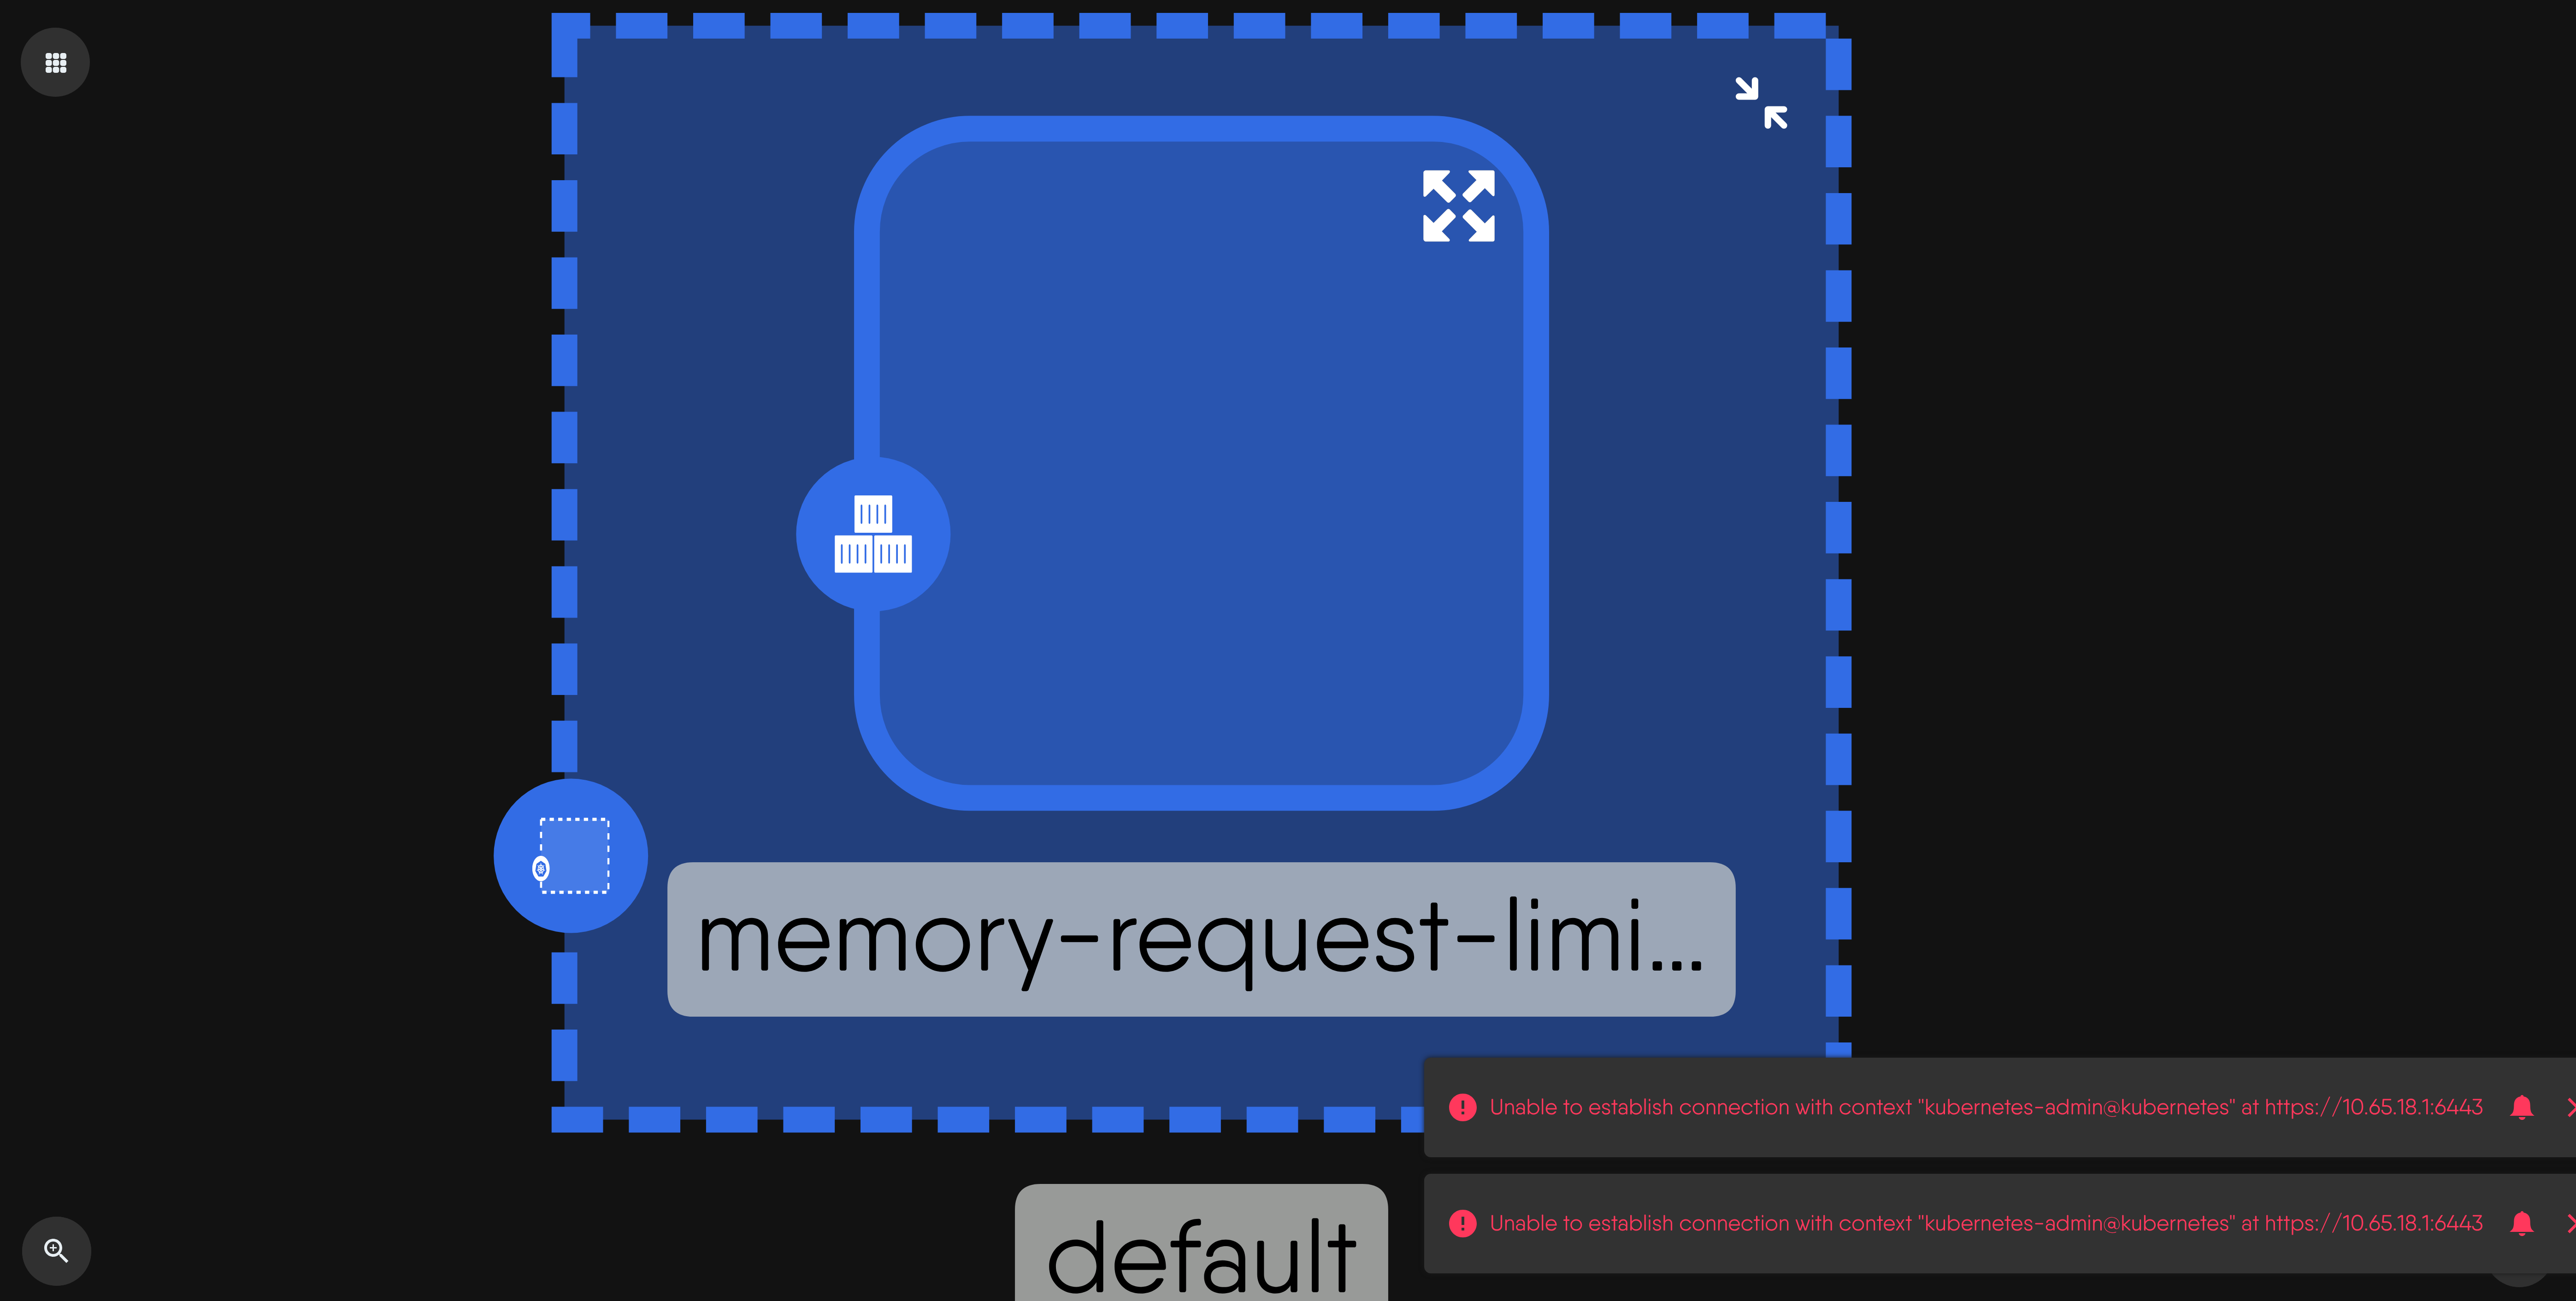 memory-request-limi...
Unable to establish connection with context "kubernetes-admin@kubernetes" at https://10.65.18.1:6443
Unable to establish connection with context "kubernetes-admin@kubernetes" at https://10.65.18.1:6443
default